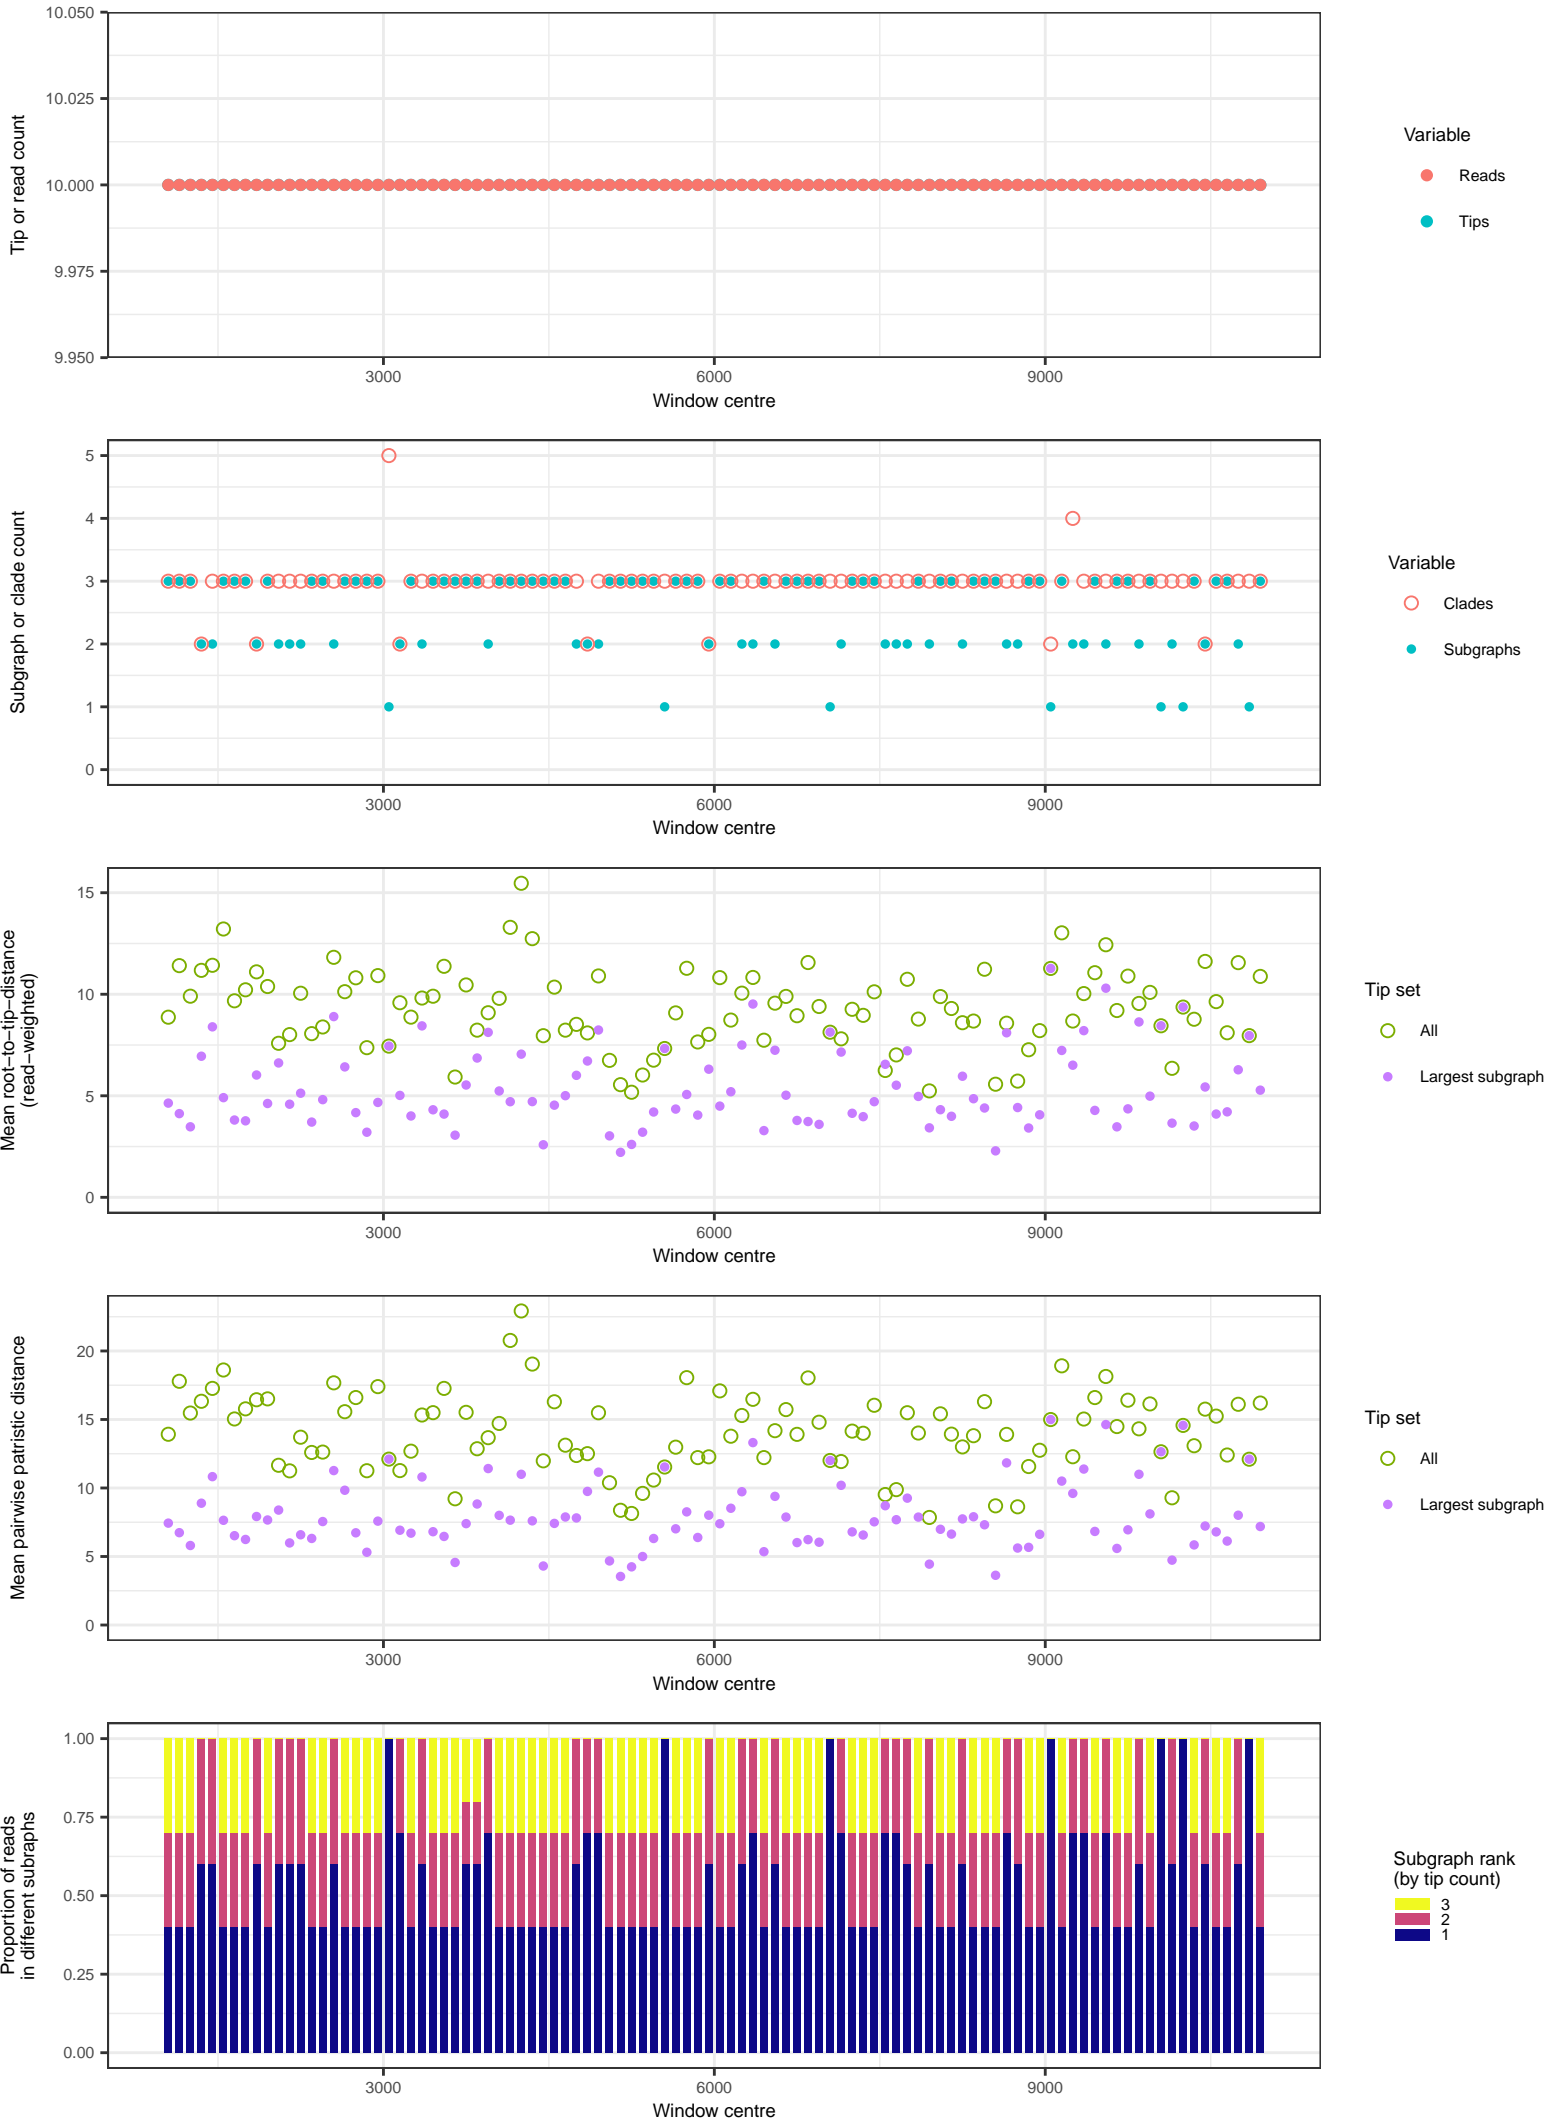 10.050
10.025
10.000
9.975
9.950
Tip or read count
3000 6000 9000
Window centre
Variable
Reads
Tips
5
4
3
2
1
0
Subgraph or clade count
3000 6000 9000
Window centre
Variable
Clades
Subgraphs
15
10
5
0
Mean root−to−tip−distance
(read−weighted)
3000 6000 9000
Window centre
Tip set
All
Largest subgraph
20
15
10
5
0
Mean pairwise patristic distance
3000 6000 9000
Window centre
Tip set
All
Largest subgraph
1.00
0.75
0.50
0.25
0.00
Proportion of reads
in different subraphs
3000 6000 9000
Window centre
Subgraph rank
(by tip count)
3
2
1